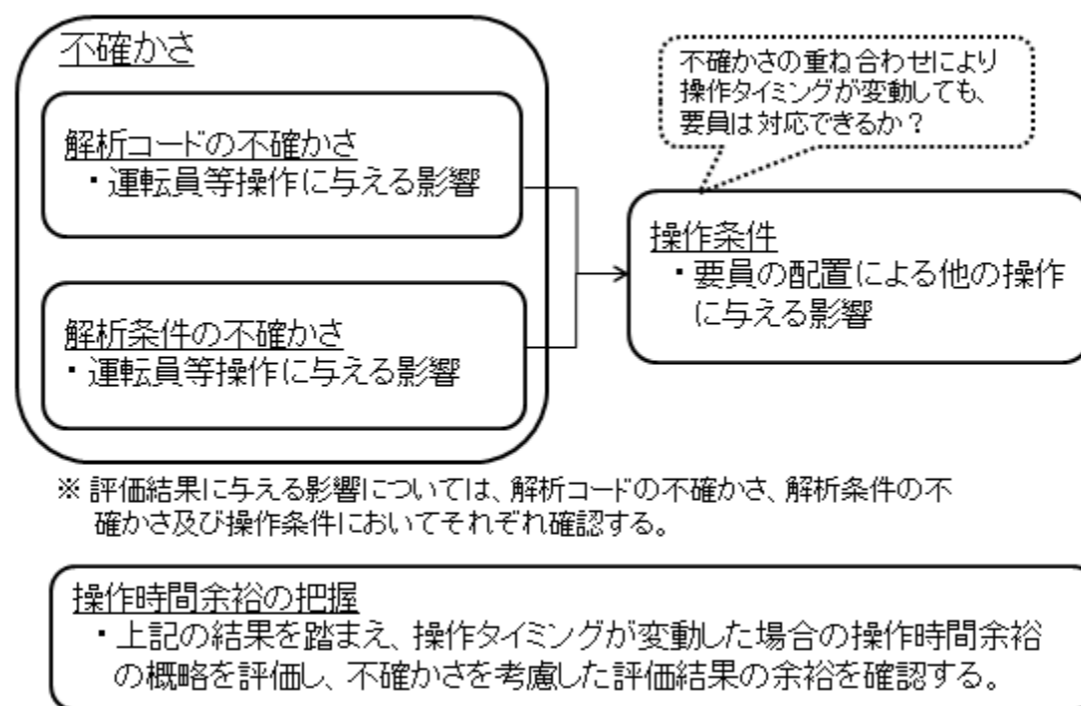 不確かさ
解析コードの不確かさ
・運転員等操作に与える影響
解析条件の不確かさ
・運転員等操作に与える影響
不確かさの重ね合わせにより
操作タイミングが変動しても、
要員は対応できるか？
操作条件
・要員の配置による他の操作
に与える影響
※ 評価結果に与える影響については、解析コードの不確かさ、解析条件の不
確かさ及び操作条件においてそれぞれ確認する。
操作時間余裕の把握
・上記の結果を踏まえ、操作タイミングが変動した場合の操作時間余裕
の概略を評価し、不確かさを考慮した評価結果の余裕を確認する。